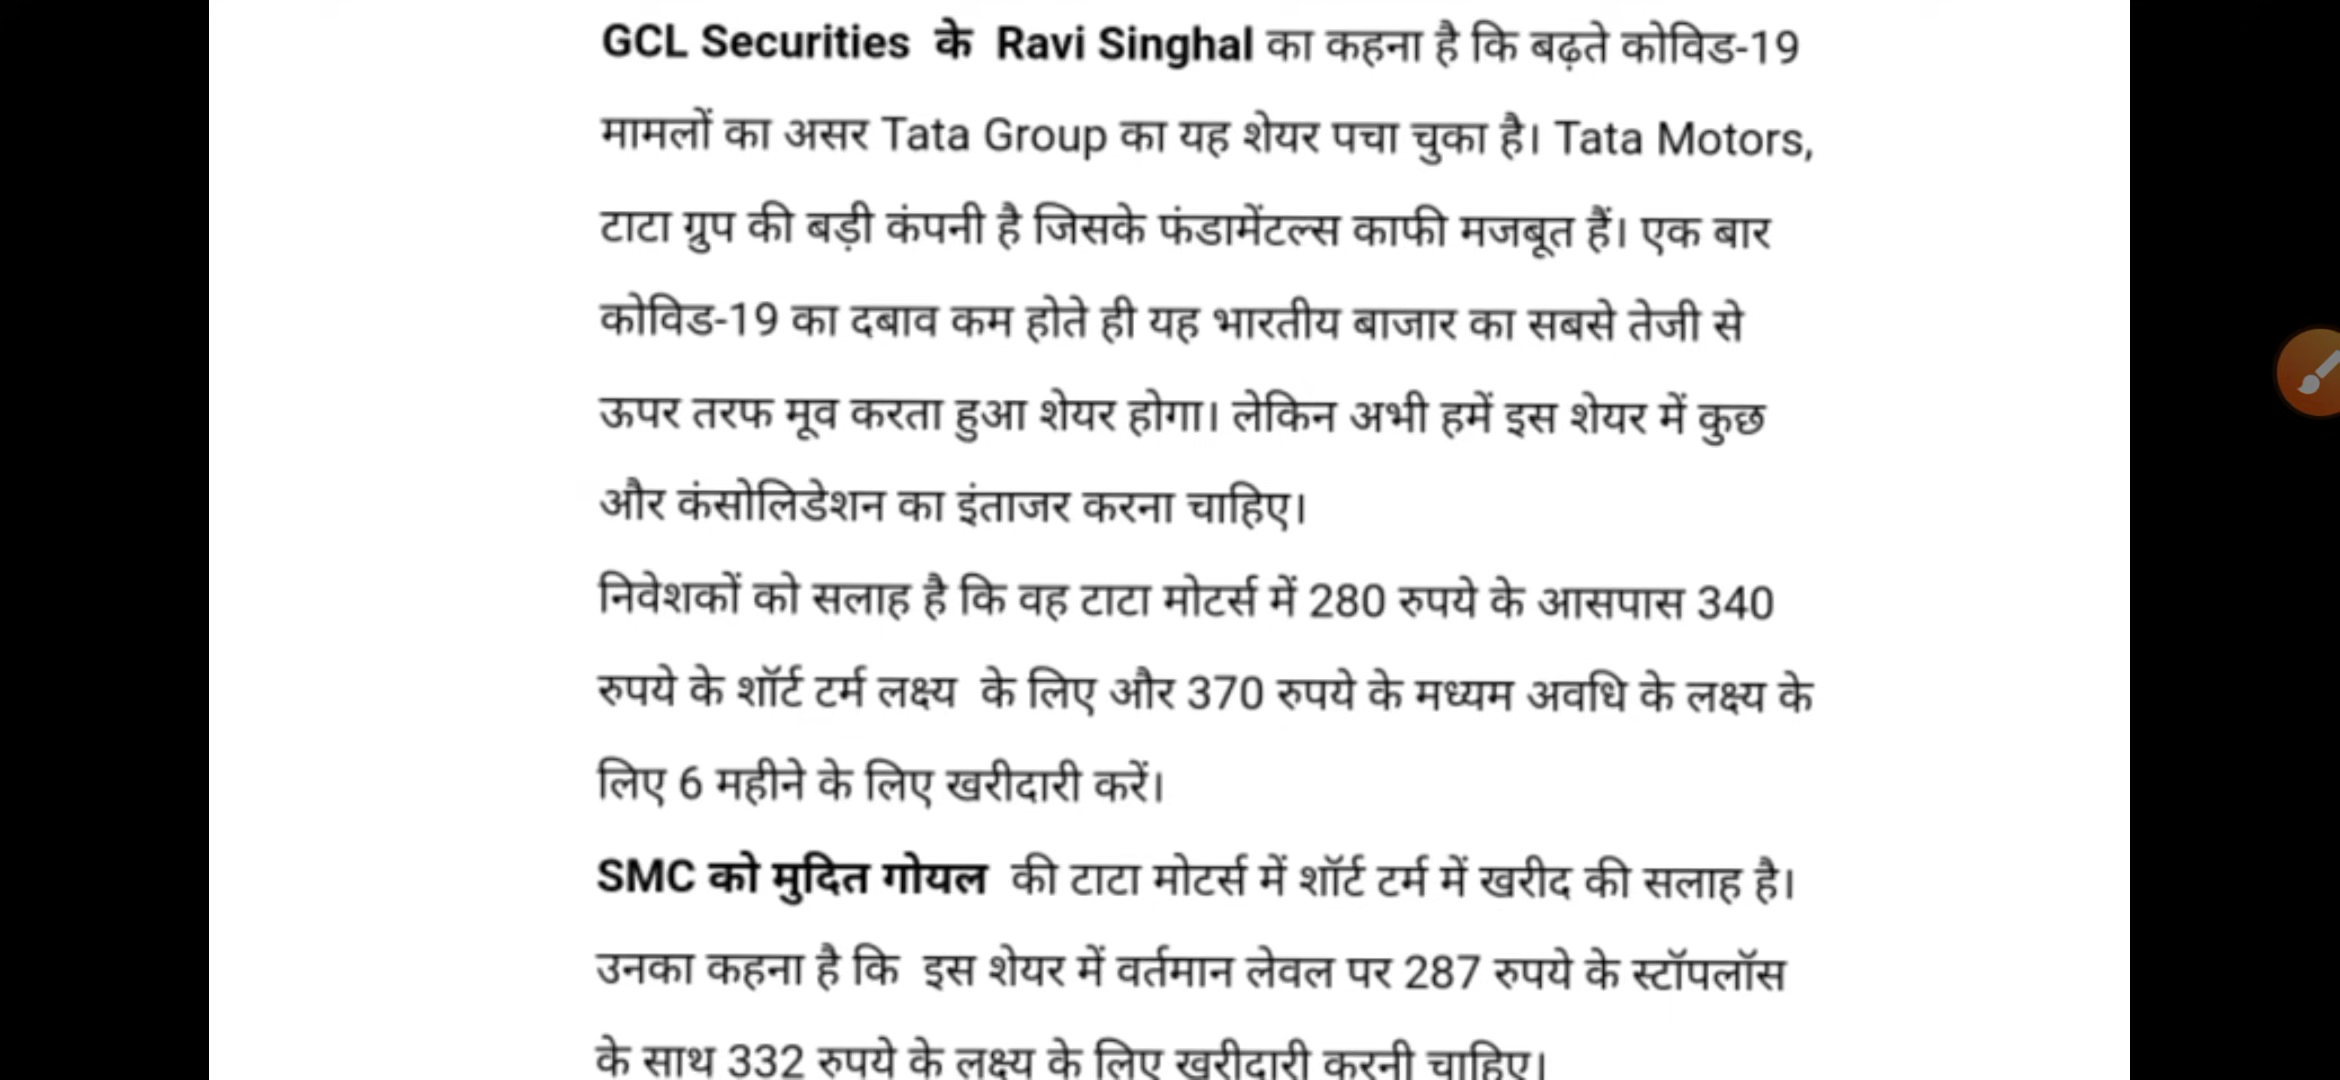 GCL Securities के Ravi Singhal का कहना है कि बढ़ते कोविड-19
मामलों का असर Tata Group का यह शेयर पचा चुका है। Tata Motors,
टाटा ग्रुप की बड़ी कंपनी है जिसके फंडामेंटल्स काफी मजबूत हैं। एक बार
कोविड-19 का दबाव कम होते ही यह भारतीय बाजार का सबसे तेजी से
ऊपर तरफ मूव करता हुआ शेयर होगा। लेकिन अभी हमें इस शेयर में कुछ
और कंसोलिडेशन का इंताजर करना चाहिए।
निवेशकों को सलाह है कि वह टाटा मोटर्स में 280 रुपये के आसपास 340
रुपये के शॉर्ट टर्म लक्ष्य के लिए और 370 रुपये के मध्यम अवधि के लक्ष्य के
लिए 6 महीने के लिए खरीदारी करें।
SMC को मुदित गोयल की टाटा मोटर्स में शॉर्ट टर्म में खरीद की सलाह है।
उनका कहना है कि इस शेयर में वर्तमान लेवल पर 287 रुपये के स्टॉपलॉस
के साथ 332 रुपये के लक्ष्य के लिए खरीदारी करनी चाहिए।